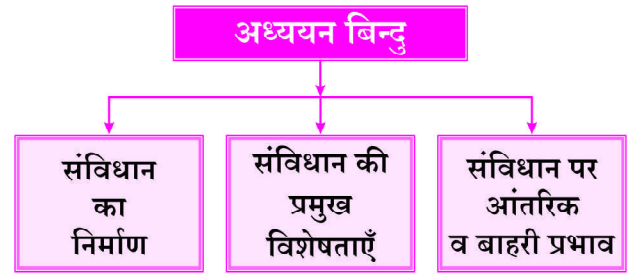 अध्ययन बिन्दु
संविधान
का
निर्माण
संविधान की
प्रमुख
विशेषताएँ
संविधान पर
आंतरिक
व बाहरी प्रभाव